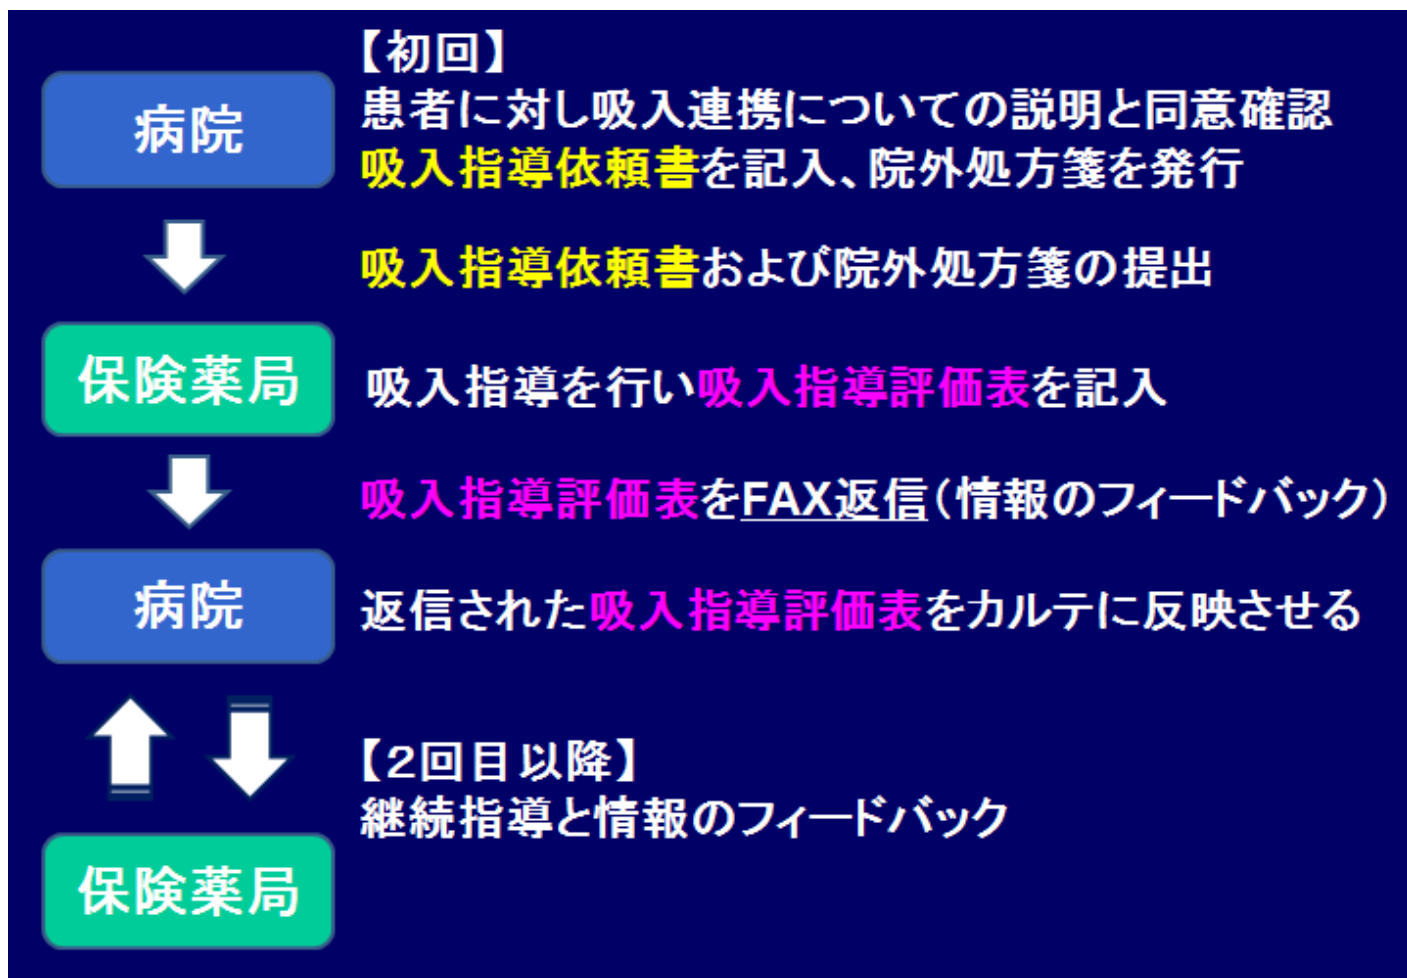 【初回】
病院
患者に対し吸入連携についての説明と同意確認
吸入指導依頼書を記入、院外処方箋を発行
吸入指導依頼書および院外処方箋の提出
保険薬局
吸入指導を行い吸入指導評価表を記入
吸入指導評価表をFAX返信(情報のフィードバック)
病院
返信された吸入指導評価表をカルテに反映させる
【2回目以降】
継続指導と情報のフィードバック
保険薬局